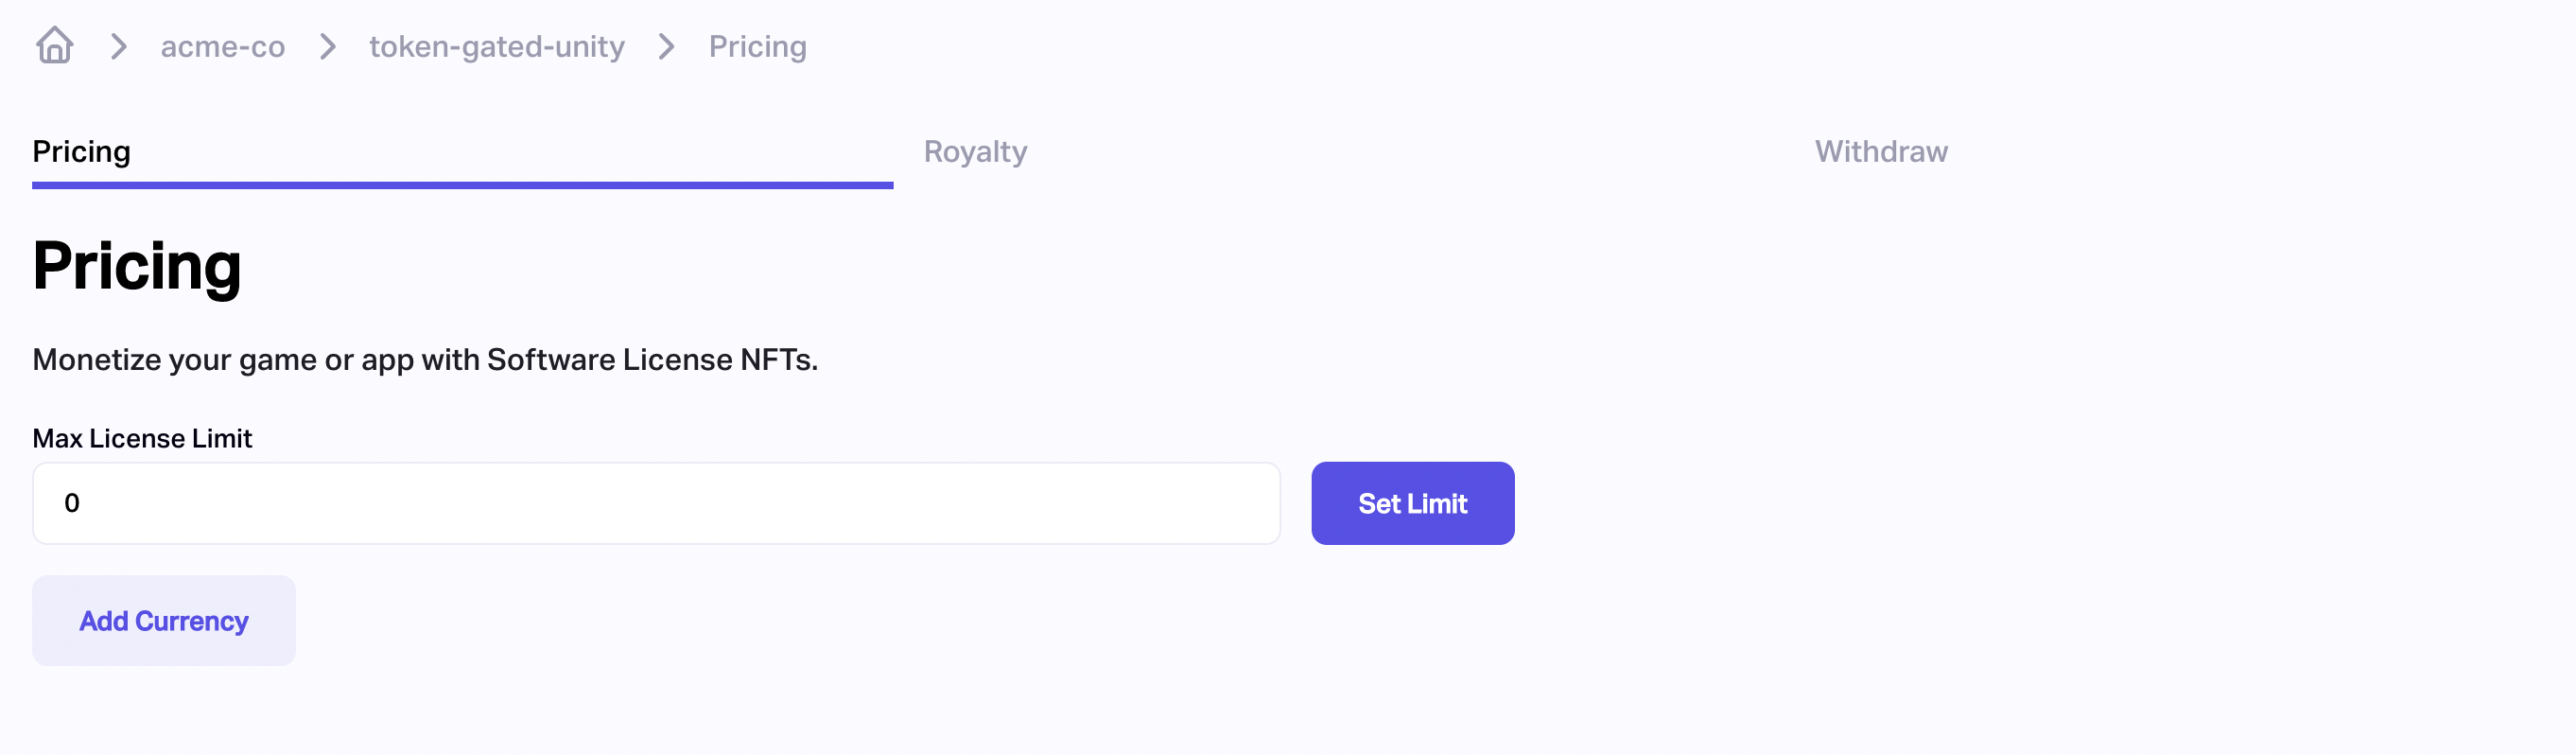 acme-co > token-gated-unity > Pricing
Pricing Royalty Withdraw
Pricing
Monetize your game or app with Software License NFTs.
Max License Limit
0 Set Limit
Add Currency